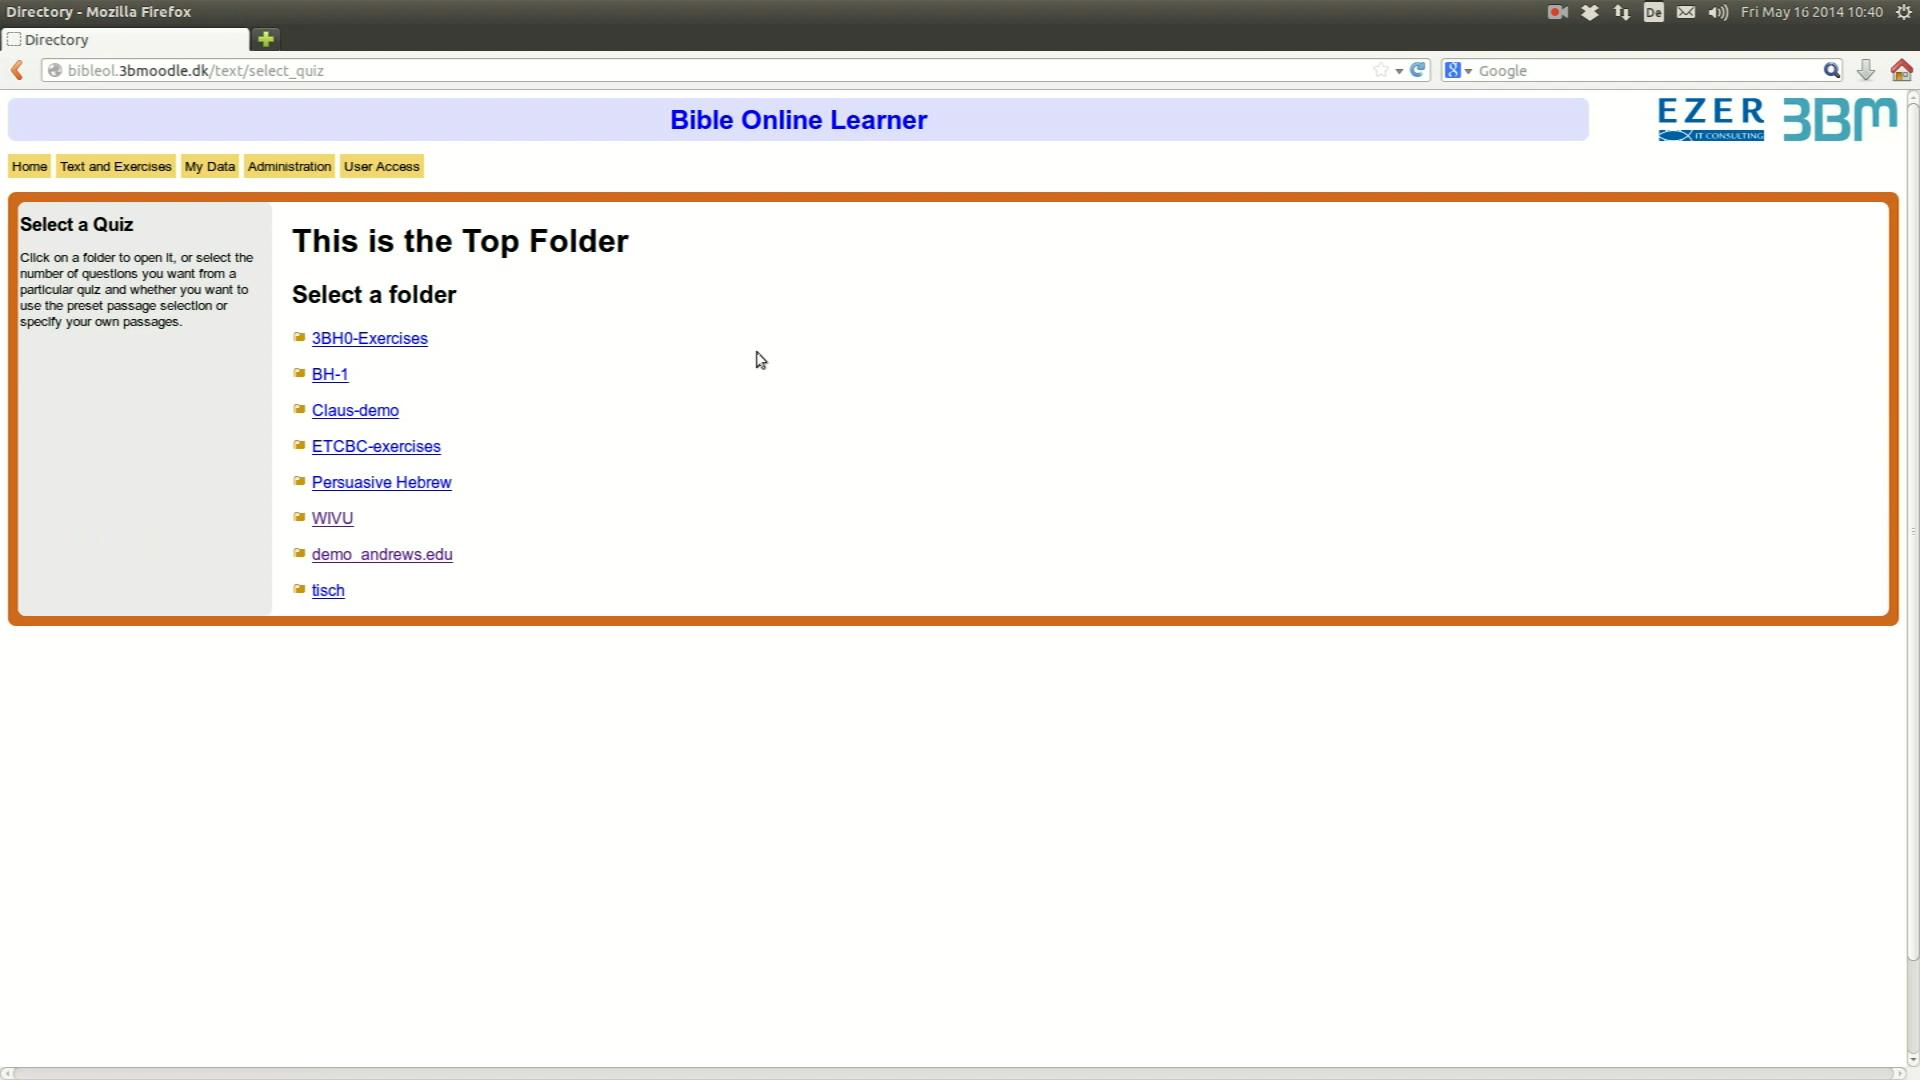 Directory - Mozilla Firefox
De
Fri May 16 2014 10:40
Directory
bibleol.3bmoodle.dk/text/select_quiz
Google
Bible Online Learner
EZER
IT CONSULTING
3Bm
Home
Text and Exercises
My Data
Administration
User Access
Select a Quiz
Click on a folder to open it, or select the
number of questions you want from a
particular quiz and whether you want to
use the preset passage selection or
specify your own passages.
This is the Top Folder
Select a folder
3BH0-Exercises
BH-1
Claus-demo
ETCBC-exercises
Persuasive Hebrew
WIVU
demo_andrews.edu
tisch